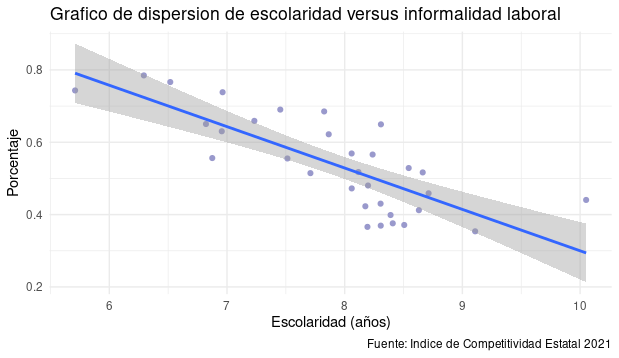 Grafico de dispersion de escolaridad versus informalidad laboral
Porcentaje
0.8
0.6
0.4
0.2
6 7 8 9 10
Escolaridad (años)
Fuente: Indice de Competitividad Estatal 2021